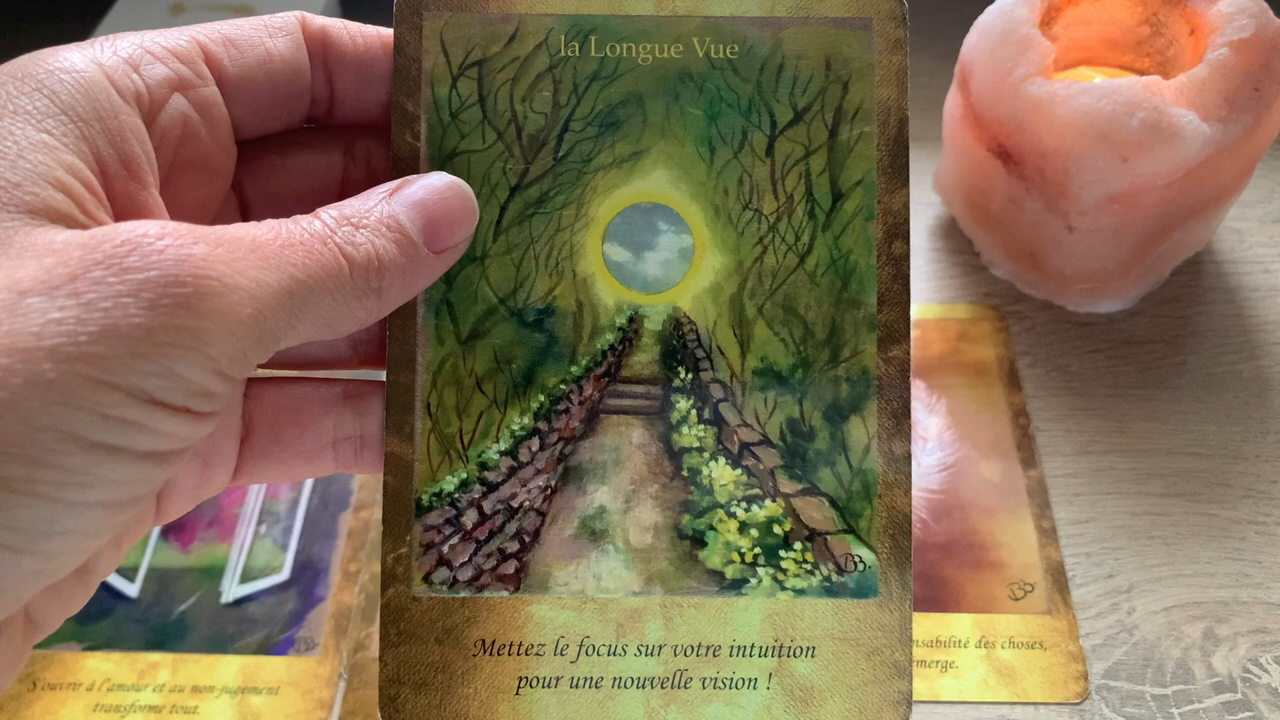 la Longue Vue
Mettez le focus sur votre intuition
pour une nouvelle vision !
S'ouvrir à l'amour et au non-jugement
transforme tout.
nsabilité des choses,
merge.